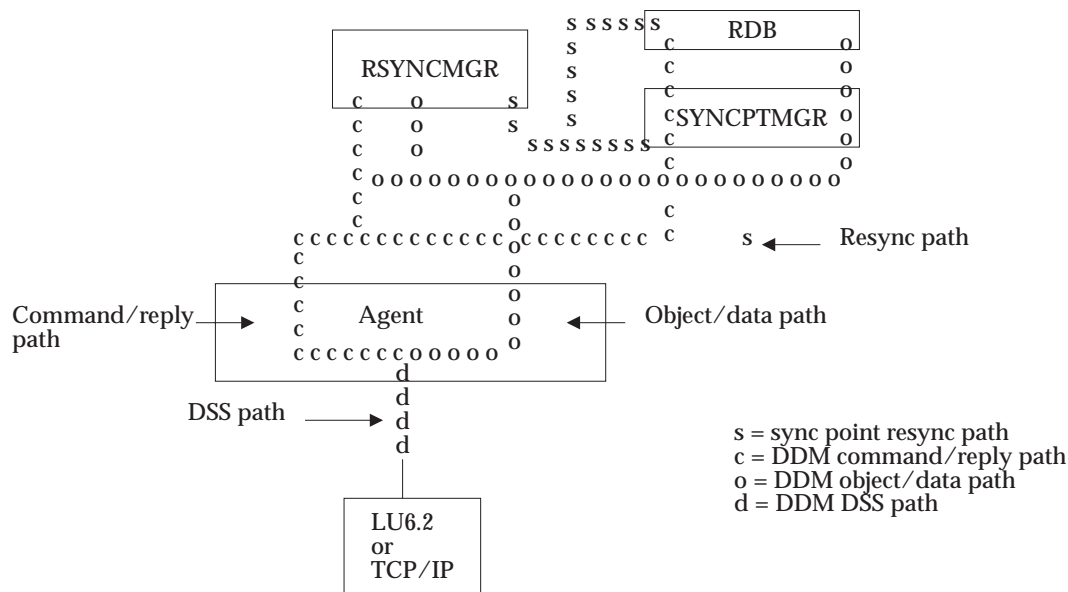 s s s s s s
RDB
s c o
RSYNCMGR
s c o
s c o
c o s s c SYNCPTMGR o
c o s s c o
c o s s s s s s s s c o
c c o
c o o o o o o o o o o o o o o o o o o o o o o o o o
c o c
c c c c c c c c c c c c c o c c c c c c c c c
s
Resync path
c o
c o
Command/reply
path
c Agent o
Object/data path
c o
c c c c c c c o o o o o
d
d
DSS path
d
d
s = sync point resync path
c = DDM command/reply path
o = DDM object/data path
d = DDM DSS path
LU6.2
or
TCP/IP